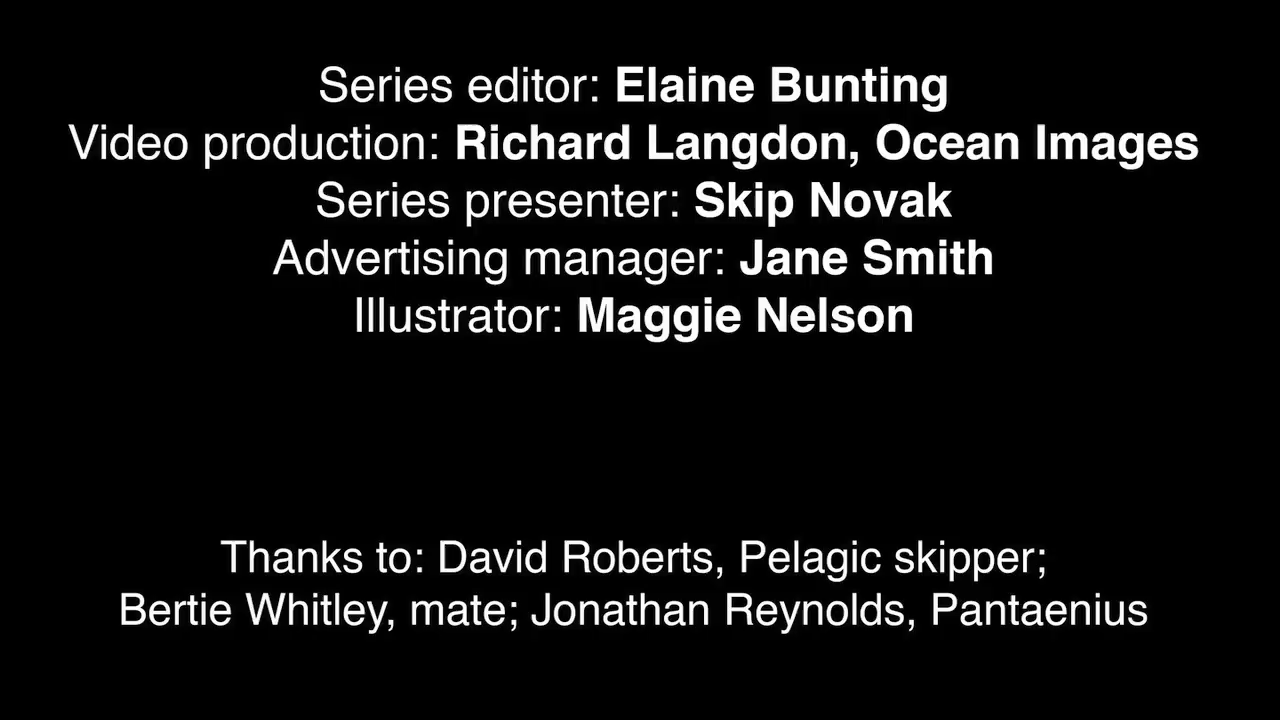 Series editor: Elaine Bunting
Video production: Richard Langdon, Ocean Images
Series presenter: Skip Novak
Advertising manager: Jane Smith
Illustrator: Maggie Nelson
Thanks to: David Roberts, Pelagic skipper;
Bertie Whitley, mate; Jonathan Reynolds, Pantaenius